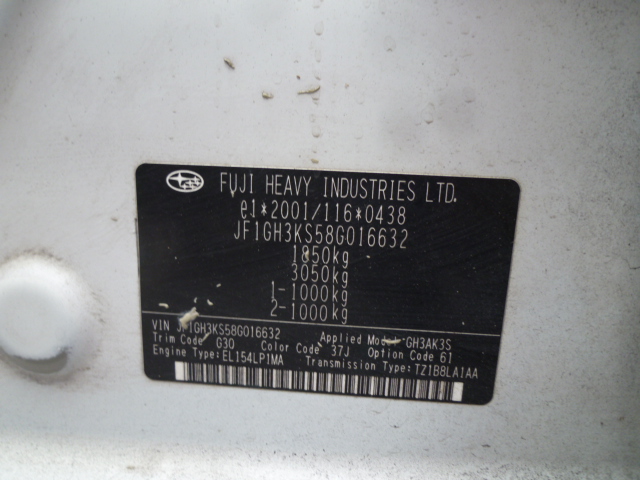 FUJI HEAVY INDUSTRIES LTD.
e1*2001/116*0438
JF1GH3KS58G016632
1850kg
3050kg
1-1000kg
2-1000kg
VIN JF1GH3KS58G016632 Applied Model GH3AK3S
Trim Code G30 Color Code 37J Option Code 61
Engine Type: EL154LP1MA Transmission Type: TZ1B8LA1AA